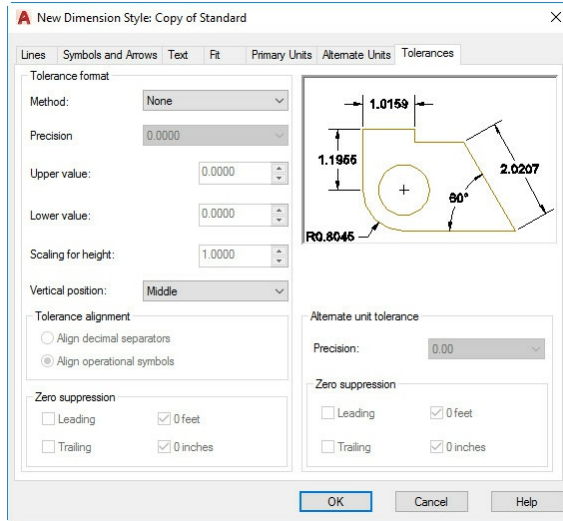 A New Dimension Style: Copy of Standard
Lines Symbols and Arrows Text Fit Primary Units Alternate Units Tolerances
Tolerance format
Method: None
Precision 0.0000
Upper value: 0.0000
Lower value: 0.0000
Scaling for height: 1.0000
Vertical position: Middle
Tolerance alignment
Align decimal separators
Align operational symbols
Zero suppression
Leading 0 feet
Trailing 0 inches
1.0159
1.1955
2.0207
60°
R0.8045
Alternate unit tolerance
Precision: 0.00
Zero suppression
Leading 0 feet
Trailing 0 inches
OK Cancel Help